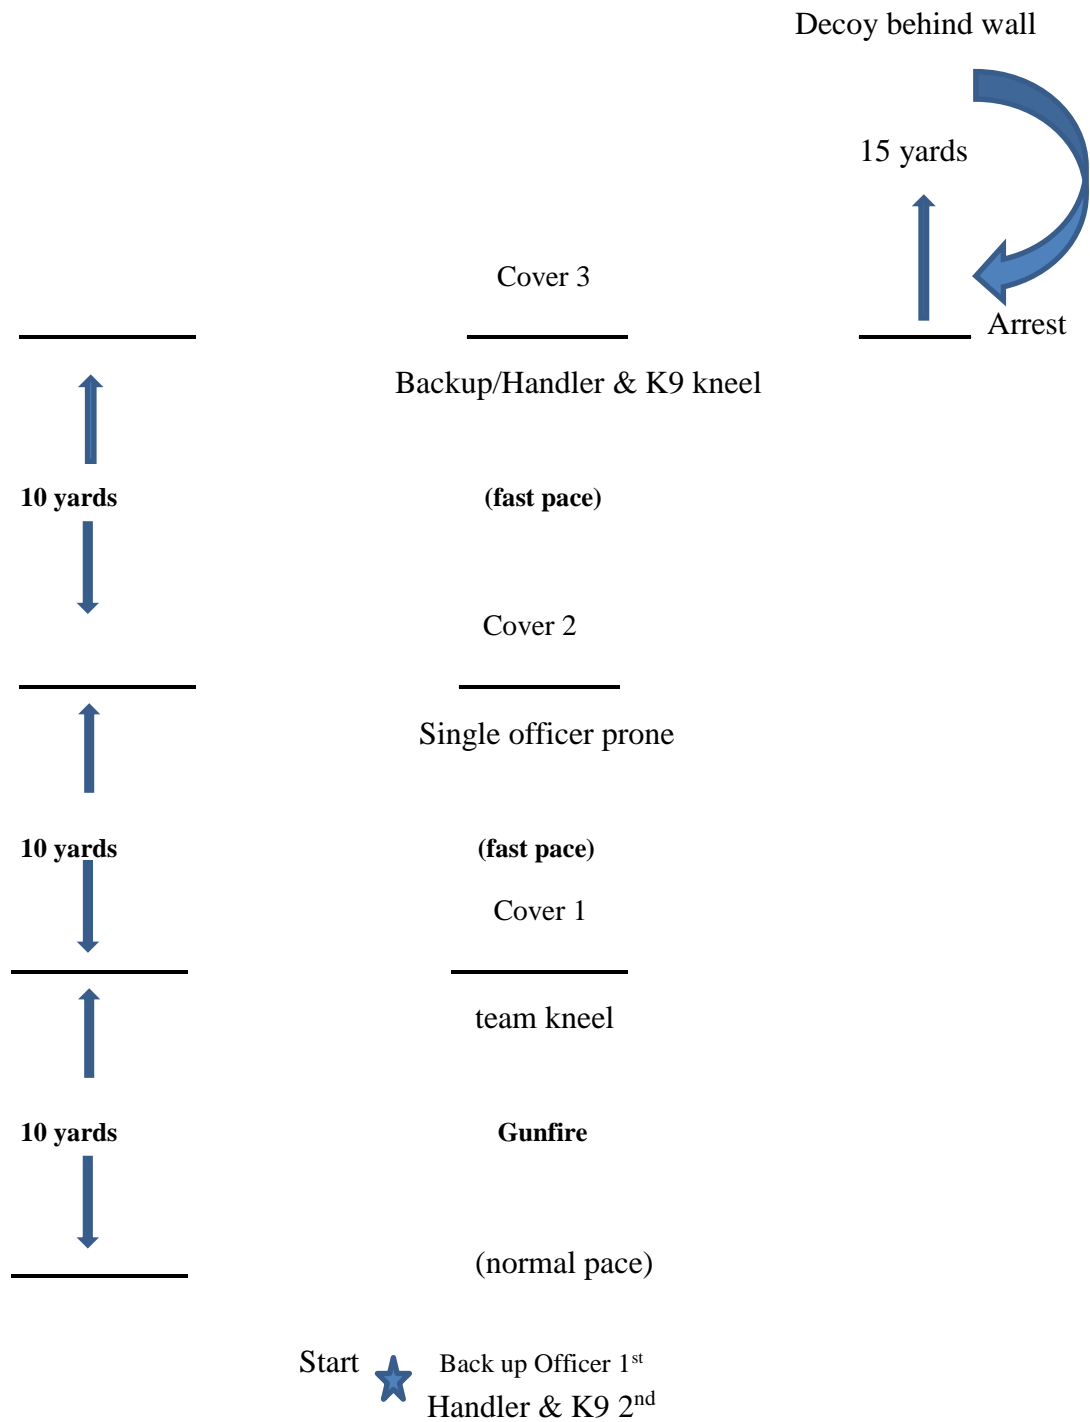 Decoy behind wall
15 yards
Cover 3
Arrest
Backup/Handler & K9 kneel
10 yards (fast pace)
Cover 2
Single officer prone
10 yards (fast pace)
Cover 1
team kneel
10 yards Gunfire
(normal pace)
Start Back up Officer 1st
Handler & K9 2nd